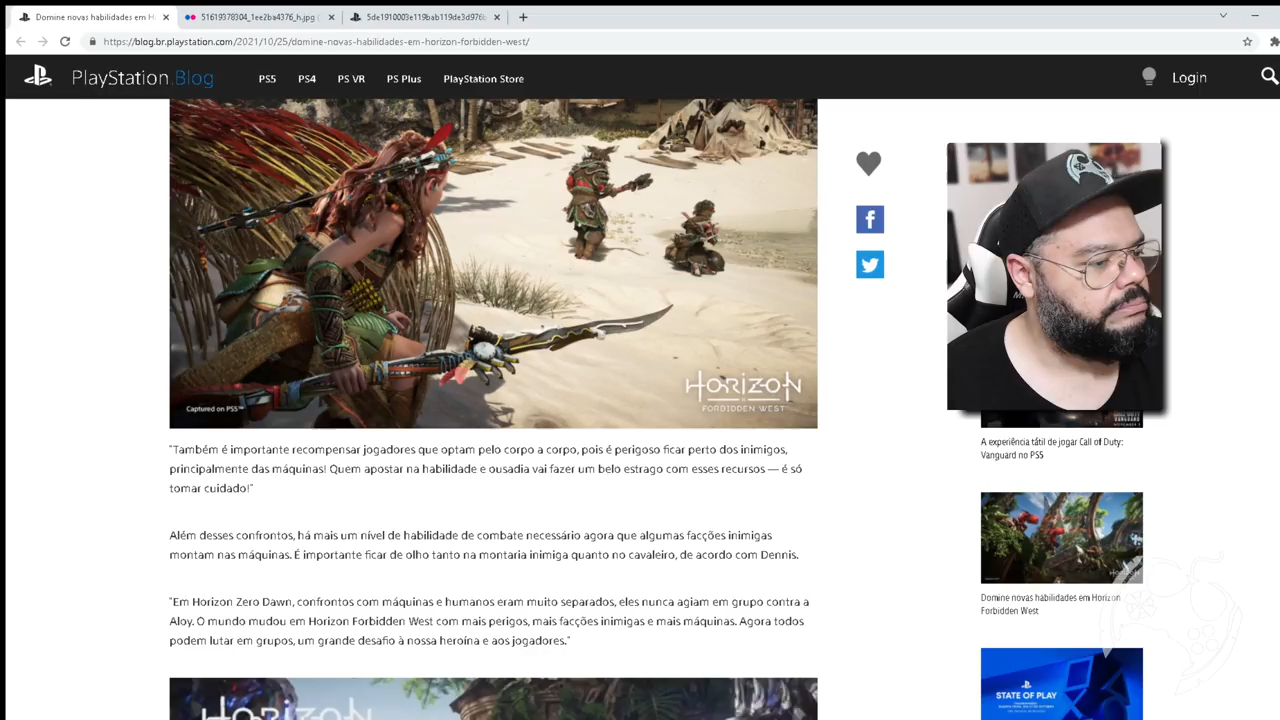 Domine novas habilidades em H
51619378304_1ee2ba4376_h.jpg (
5de1910003e119bab119de3d976b
https://blog.br.playstation.com/2021/10/25/domine-novas-habilidades-em-horizon-forbidden-west/
PlayStation.Blog
PS5 PS4 PS VR PS Plus PlayStation Store
Login
HORIZON
FORBIDDEN WEST
Captured on PS5™
"Também é importante recompensar jogadores que optam pelo corpo a corpo, pois é perigoso ficar perto dos inimigos,
principalmente das máquinas! Quem apostar na habilidade e ousadia vai fazer um belo estrago com esses recursos — é só
tomar cuidado!"
Além desses confrontos, há mais um nível de habilidade de combate necessário agora que algumas facções inimigas
montam nas máquinas. É importante ficar de olho tanto na montaria inimiga quanto no cavaleiro, de acordo com Dennis.
"Em Horizon Zero Dawn, confrontos com máquinas e humanos eram muito separados, eles nunca agiam em grupo contra a
Aloy. O mundo mudou em Horizon Forbidden West com mais perigos, mais facções inimigas e mais máquinas. Agora todos
podem lutar em grupos, um grande desafio à nossa heroína e aos jogadores."
HORIZON
A experiência tátil de jogar Call of Duty:
Vanguard no PS5
HORIZON
Domine novas habilidades em Horizon
Forbidden West
STATE OF PLAY